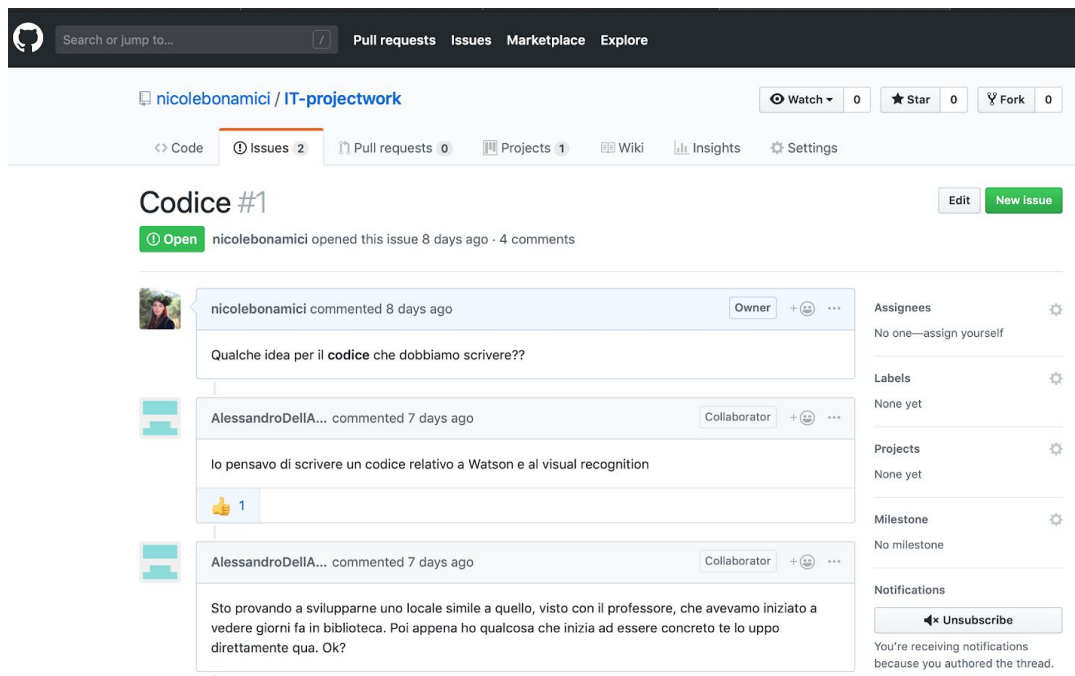 Search or jump to... /
Pull requests Issues Marketplace Explore
nicolebonamici / IT-projectwork
Watch 0 Star 0 Fork 0
Code Issues 2 Pull requests 0 Projects 1 Wiki Insights Settings
Codice #1
Edit New issue
Open nicolebonamici opened this issue 8 days ago · 4 comments
nicolebonamici commented 8 days ago Owner
Qualche idea per il codice che dobbiamo scrivere??
AlessandroDellA... commented 7 days ago Collaborator
Io pensavo di scrivere un codice relativo a Watson e al visual recognition
1
AlessandroDellA... commented 7 days ago Collaborator
Sto provando a svilupparne uno locale simile a quello, visto con il professore, che avevamo iniziato a
vedere giorni fa in biblioteca. Poi appena ho qualcosa che inizia ad essere concreto te lo uppo
direttamente qua. Ok?
Assignees
No one—assign yourself
Labels
None yet
Projects
None yet
Milestone
No milestone
Notifications
Unsubscribe
You're receiving notifications
because you authored the thread.